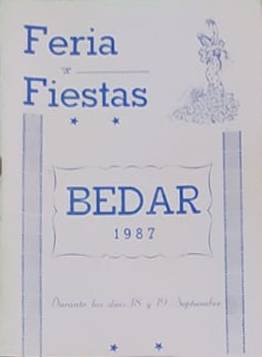 Feria
y
Fiestas
BEDAR
1987
Durante los días 18 y 19 Septiembre